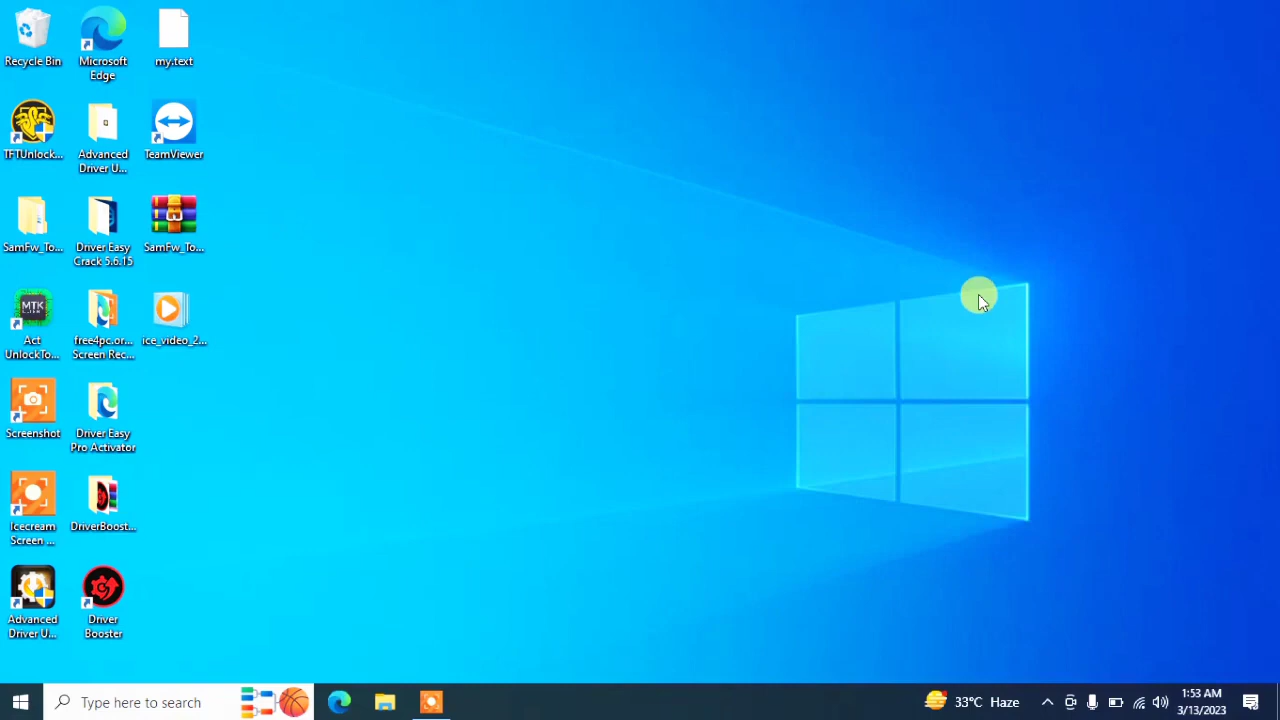 Recycle Bin
Microsoft
Edge
my.text
TFTUnlock...
Advanced
Driver U...
TeamViewer
SamFw_To...
Driver Easy
Crack 5.6.15
SamFw_To...
MTK
Act
UnlockTo...
free4pc.or...
Screen Rec...
ice_video_2...
Screenshot
Driver Easy
Pro Activator
Icecream
Screen ...
DriverBoost...
Advanced
Driver U...
Driver
Booster
Type here to search
33°C Haze
1:53 AM
3/13/2023